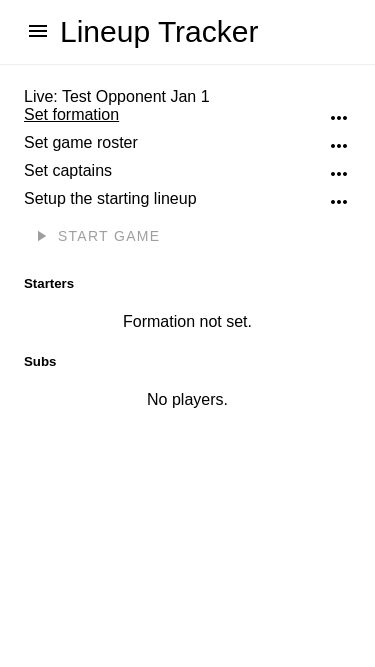 Lineup Tracker
Live: Test Opponent Jan 1
Set formation
Set game roster
Set captains
Setup the starting lineup
START GAME
Starters
Formation not set.
Subs
No players.